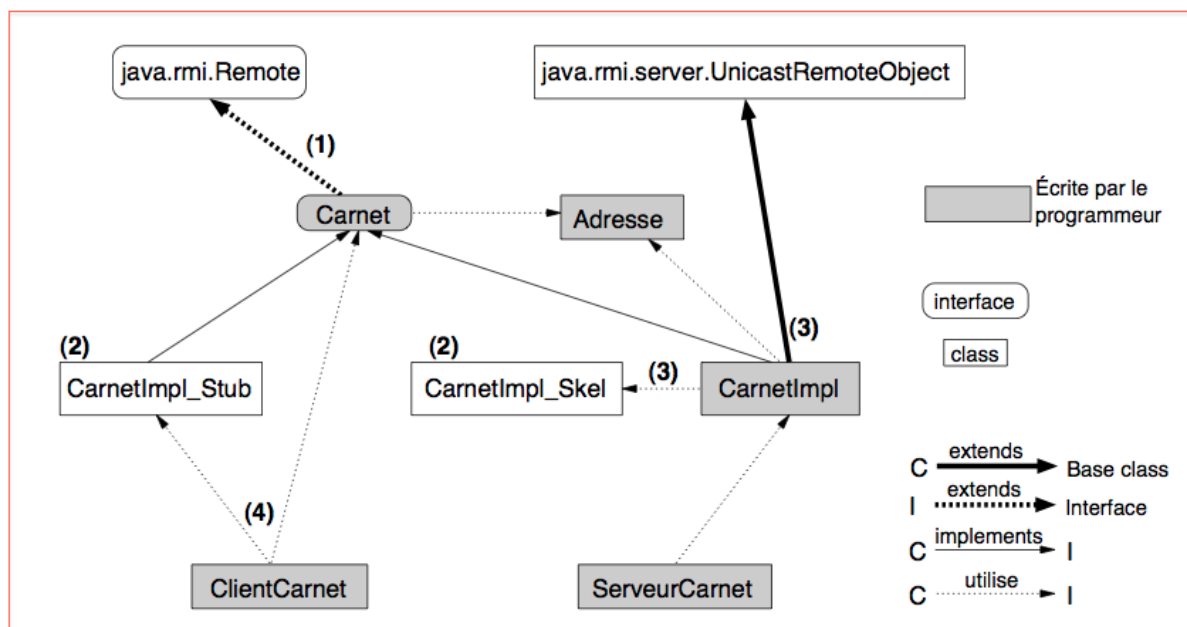 java.rmi.Remote
java.rmi.server.UnicastRemoteObject
(1)
Carnet
Adresse
Écrite par le
programmeur
interface
(2)
(2)
(3)
(3)
class
CarnetImpl_Stub
CarnetImpl_Skel
CarnetImpl
C extends Base class
I extends Interface
(4)
C implements I
ClientCarnet
ServeurCarnet
C utilise I